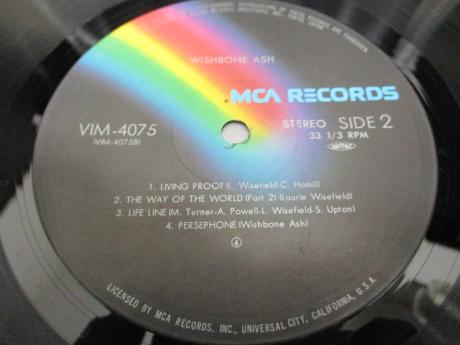 WISHBONE ASH
MCA RECORDS
VIM-4075
(VIM-4075B)
STEREO SIDE 2
33 1/3 RPM
1. LIVING PROOF(L. Wisefield-C. Hamill)
2. THE WAY OF THE WORLD (Part 2) (Laurie Wisefield)
3. LIFE LINE(M. Turner-A. Powell-L. Wisefield-S. Upton)
4. PERSEPHONE(Wishbone Ash)
4
LICENSED BY MCA RECORDS, INC., UNIVERSAL CITY, CALIFORNIA, U.S.A.